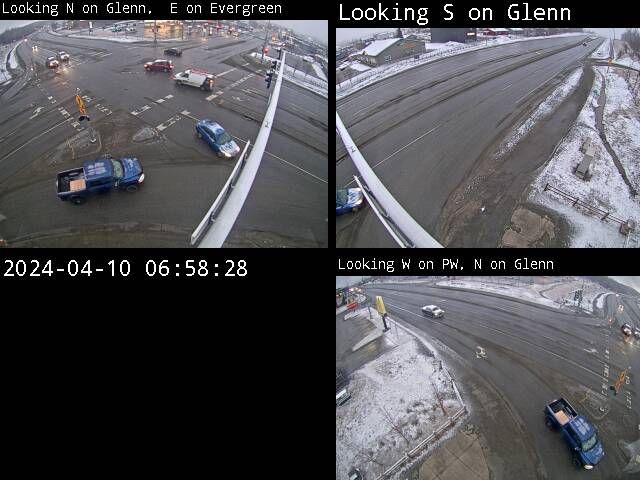 Looking N on Glenn,  E on Evergreen
Looking S on Glenn
2024-04-10 06:58:28
Looking W on PW, N on Glenn